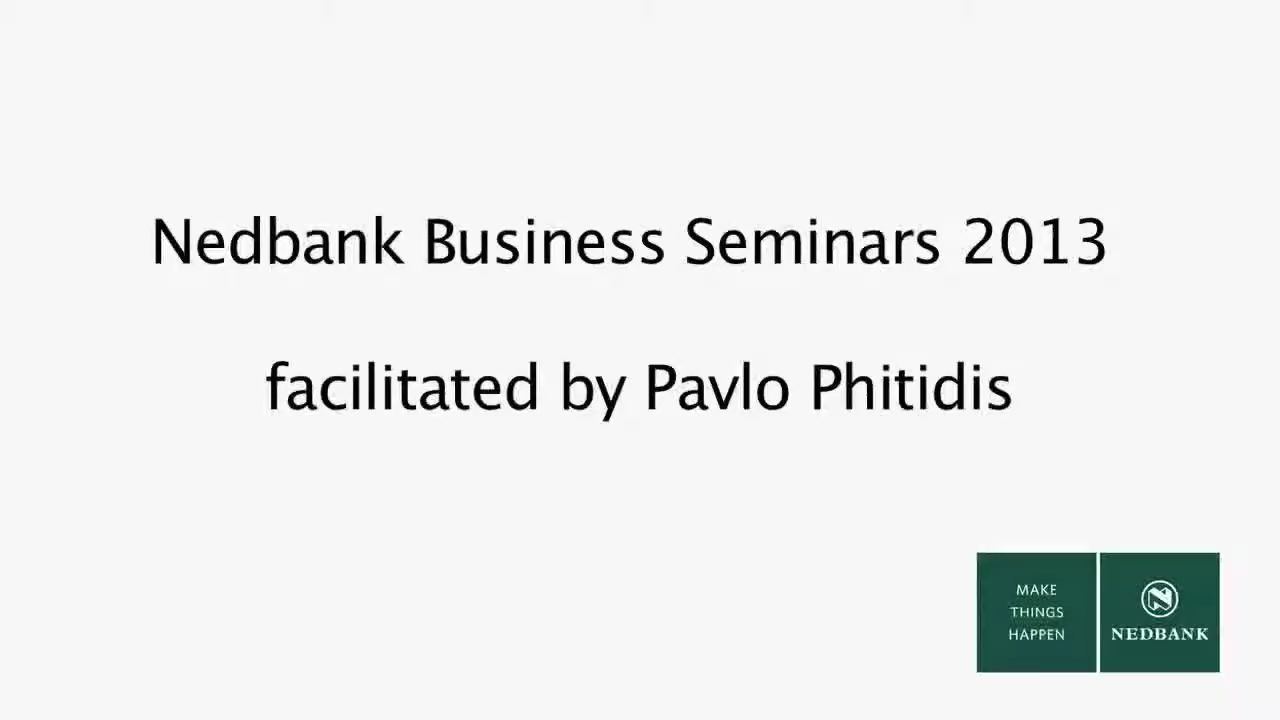 Nedbank Business Seminars 2013
facilitated by Pavlo Phitidis
MAKE
THINGS
HAPPEN
NEDBANK